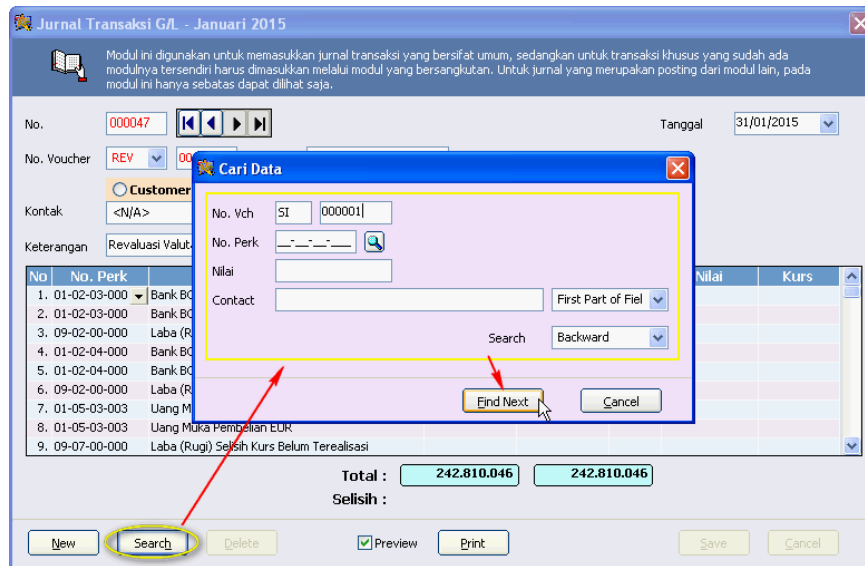 Jurnal Transaksi G/L - Januari 2015
Modul ini digunakan untuk memasukkan jurnal transaksi yang bersifat umum, sedangkan untuk transaksi khusus yang sudah ada
modulnya tersendiri harus dimasukkan melalui modul yang bersangkutan. Untuk jurnal yang merupakan posting dari modul lain, pada
modul ini hanya sebatas dapat dilihat saja.
No. 000047 Tanggal 31/01/2015
No. Voucher REV 00
Customer
Kontak <N/A>
Keterangan Revaluasi Valut
Cari Data
No. Vch SI 000001
No. Perk __-__-__-___
Nilai
Contact First Part of Fiel
Search Backward
Find Next Cancel
No No. Perk Nilai Kurs
1. 01-02-03-000 Bank BC
2. 01-02-03-000 Bank BC
3. 09-02-00-000 Laba (R
4. 01-02-04-000 Bank BC
5. 01-02-04-000 Bank BC
6. 09-02-00-000 Laba (R
7. 01-05-03-003 Uang M
8. 01-05-03-003 Uang Muka Pembelian EUR
9. 09-07-00-000 Laba (Rugi) Selisih Kurs Belum Terealisasi
Total : 242.810.046 242.810.046
Selisih :
New Search Delete Preview Print Save Cancel